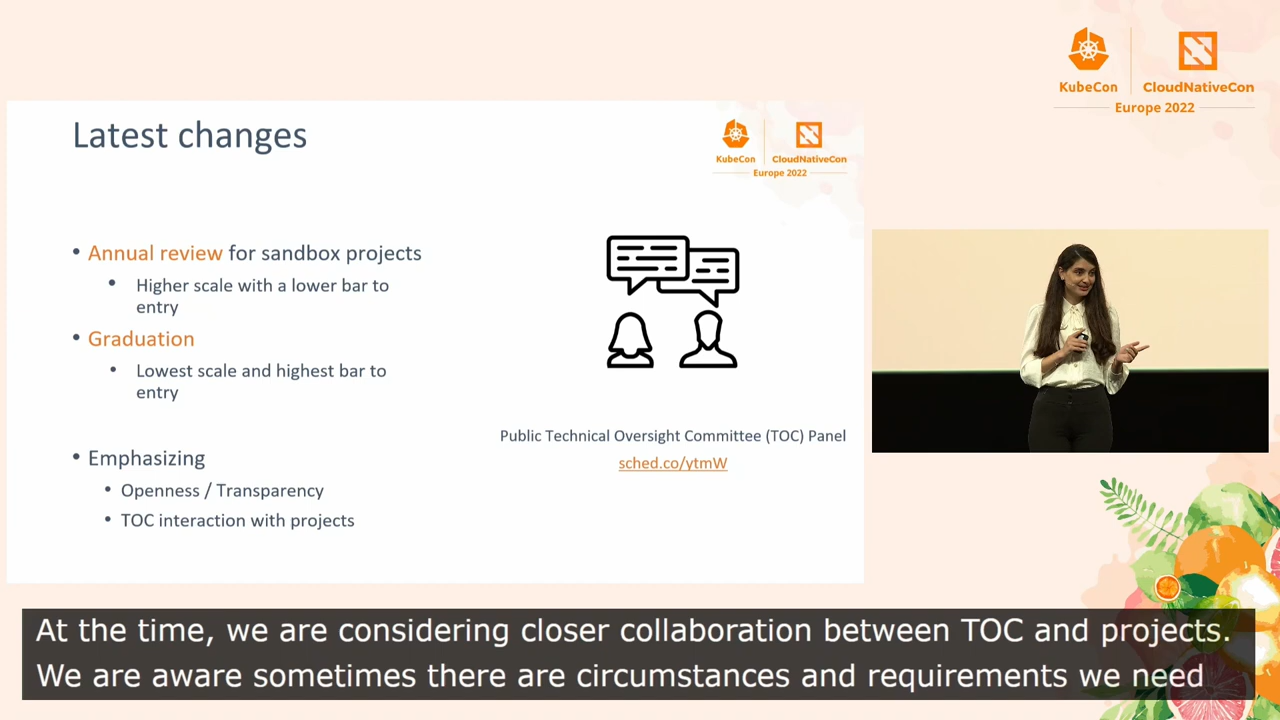 KubeCon
CloudNativeCon
Europe 2022
Latest changes
KubeCon
CloudNativeCon
Europe 2022
• Annual review for sandbox projects
• Higher scale with a lower bar to
entry
• Graduation
• Lowest scale and highest bar to
entry
• Emphasizing
• Openness / Transparency
• TOC interaction with projects
Public Technical Oversight Committee (TOC) Panel
sched.co/ytmW
At the time, we are considering closer collaboration between TOC and projects.
We are aware sometimes there are circumstances and requirements we need